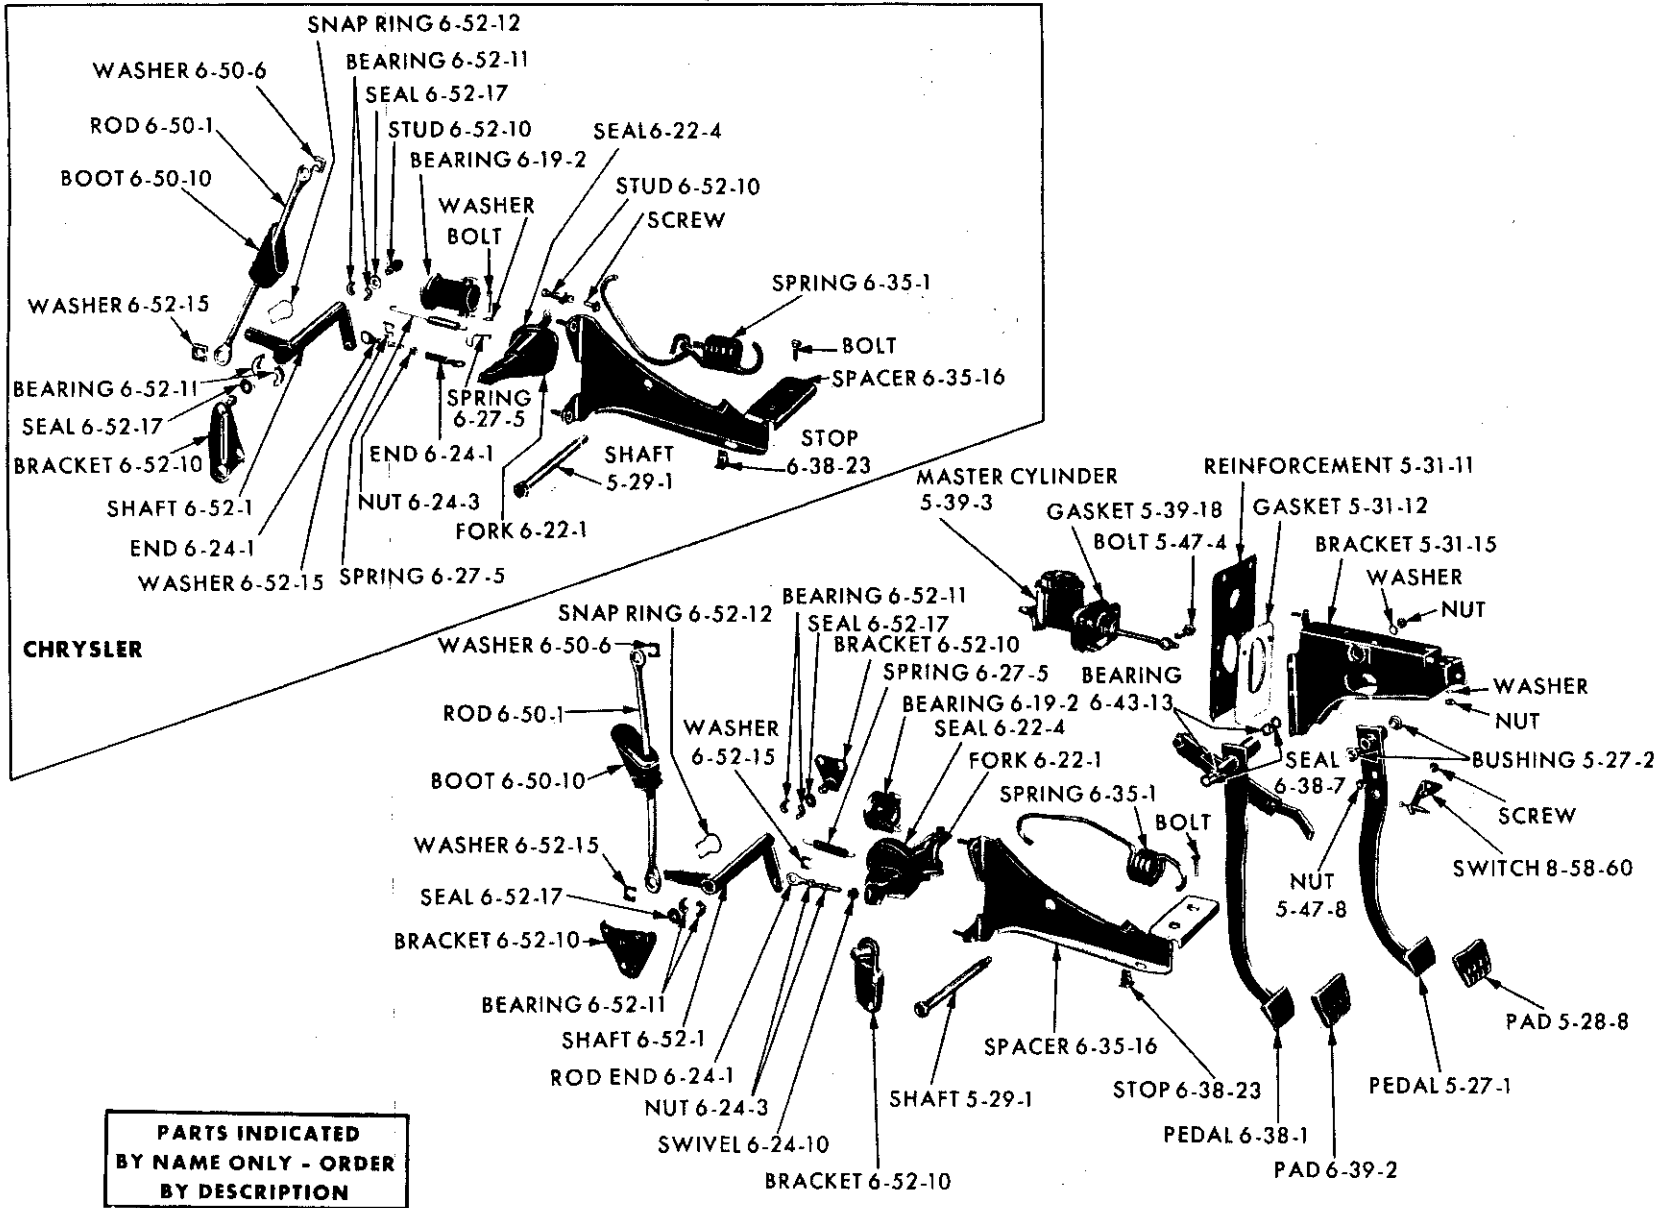 SNAP RING 6-52-12
WASHER 6-50-6
BEARING 6-52-11
SEAL 6-52-17
ROD 6-50-1
STUD 6-52-10
SEAL 6-22-4
BEARING 6-19-2
BOOT 6-50-10
STUD 6-52-10
WASHER
BOLT
SCREW
SPRING 6-35-1
WASHER 6-52-15
BOLT
BEARING 6-52-11
SPACER 6-35-16
SPRING
6-27-5
SEAL 6-52-17
BRACKET 6-52-10
END 6-24-1
SHAFT
5-29-1
STOP
6-38-23
SHAFT 6-52-1
NUT 6-24-3
FORK 6-22-1
END 6-24-1
WASHER 6-52-15
SPRING 6-27-5
CHRYSLER
MASTER CYLINDER
5-39-3
REINFORCEMENT 5-31-11
GASKET 5-39-18
GASKET 5-31-12
BOLT 5-47-4
BRACKET 5-31-15
WASHER
NUT
BEARING 6-52-11
SNAP RING 6-52-12
SEAL 6-52-17
WASHER 6-50-6
BRACKET 6-52-10
SPRING 6-27-5
BEARING
6-43-13
WASHER
BEARING 6-19-2
ROD 6-50-1
NUT
SEAL 6-22-4
WASHER
6-52-15
FORK 6-22-1
SEAL
6-38-7
BUSHING 5-27-2
BOOT 6-50-10
SPRING 6-35-1
SCREW
BOLT
WASHER 6-52-15
SWITCH 8-58-60
NUT
5-47-8
SEAL 6-52-17
BRACKET 6-52-10
BEARING 6-52-11
PAD 5-28-8
SHAFT 6-52-1
SPACER 6-35-16
ROD END 6-24-1
PEDAL 5-27-1
STOP 6-38-23
SHAFT 5-29-1
NUT 6-24-3
PEDAL 6-38-1
SWIVEL 6-24-10
PAD 6-39-2
BRACKET 6-52-10
PARTS INDICATED
BY NAME ONLY - ORDER
BY DESCRIPTION